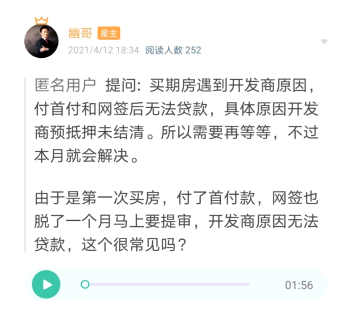 幽哥 星主
2021/4/12 18:34 阅读人数 252
匿名用户 提问: 买期房遇到开发商原因，
付首付和网签后无法贷款，具体原因开发
商预抵押未结清。所以需要再等等，不过
本月就会解决。
由于是第一次买房，付了首付款，网签也
脱了一个月马上要提审，开发商原因无法
贷款，这个很常见吗？
01:56